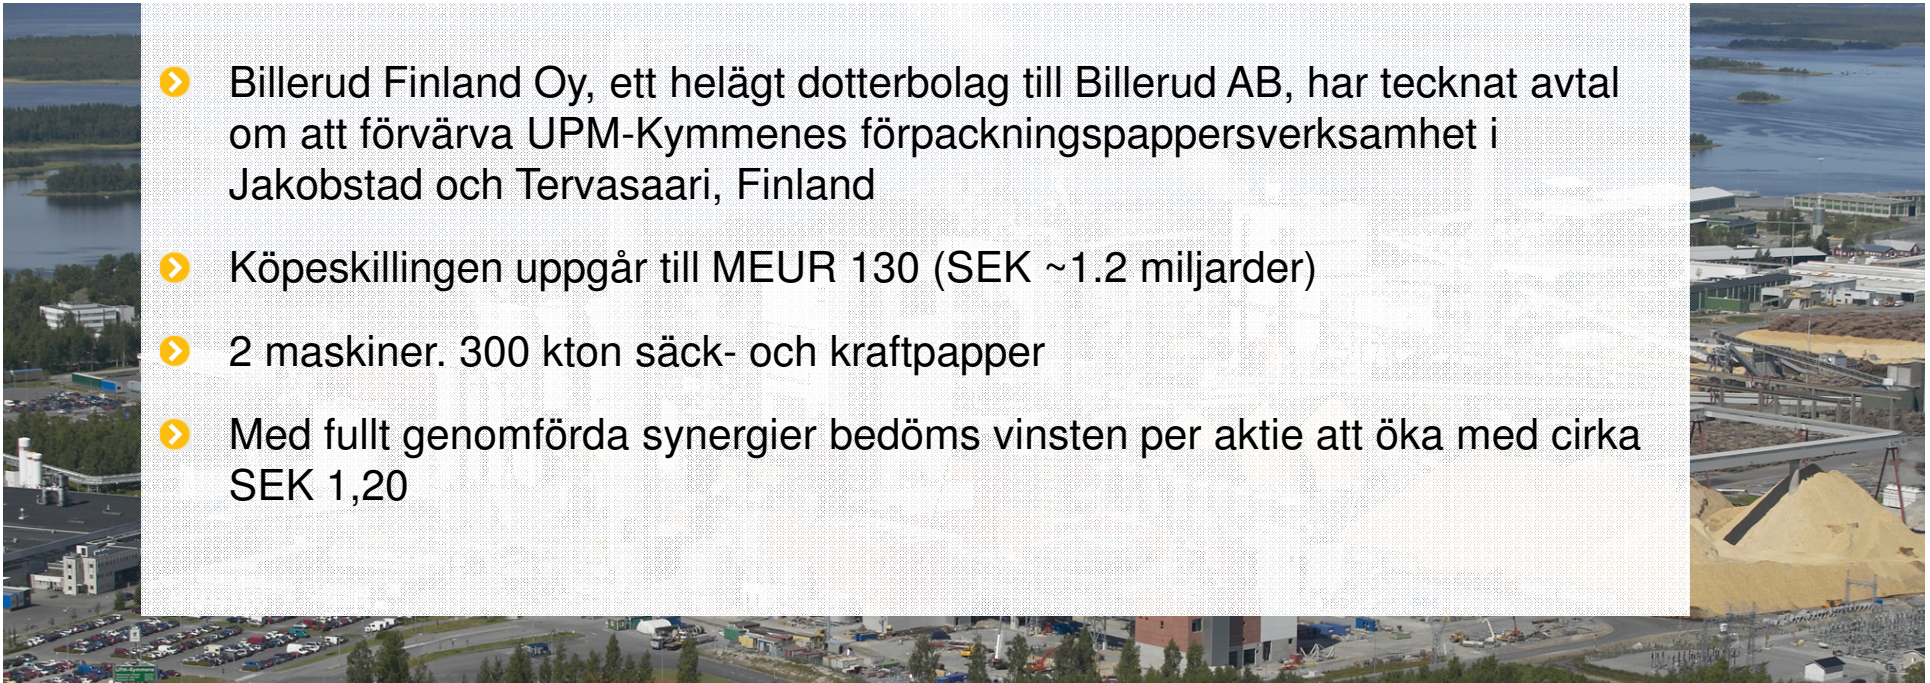 Billerud Finland Oy, ett helägt dotterbolag till Billerud AB, har tecknat avtal
om att förvärva UPM-Kymmenes förpackningspappersverksamhet i
Jakobstad och Tervasaari, Finland
Köpeskillingen uppgår till MEUR 130 (SEK ~1.2 miljarder)
2 maskiner. 300 kton säck- och kraftpapper
Med fullt genomförda synergier bedöms vinsten per aktie att öka med cirka
SEK 1,20
UPM-Kymmene